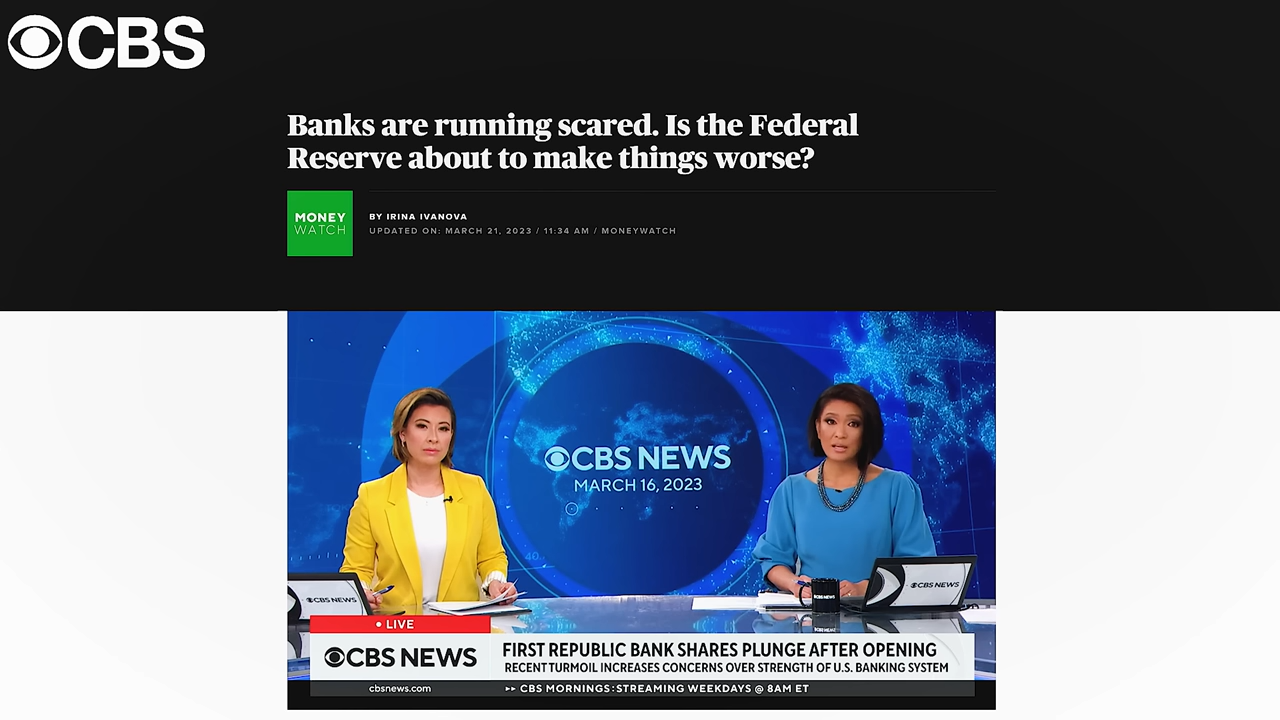 CBS
Banks are running scared. Is the Federal
Reserve about to make things worse?
MONEY
WATCH
BY IRINA IVANOVA
UPDATED ON: MARCH 21, 2023 / 11:34 AM / MONEYWATCH
CBS NEWS
MARCH 16, 2023
40
CBS NEWS
CBS NEWS
CBS NEWS
• LIVE
CBS NEWS
FIRST REPUBLIC BANK SHARES PLUNGE AFTER OPENING
RECENT TURMOIL INCREASES CONCERNS OVER STRENGTH OF U.S. BANKING SYSTEM
cbsnews.com
CBS MORNINGS: STREAMING WEEKDAYS @ 8AM ET